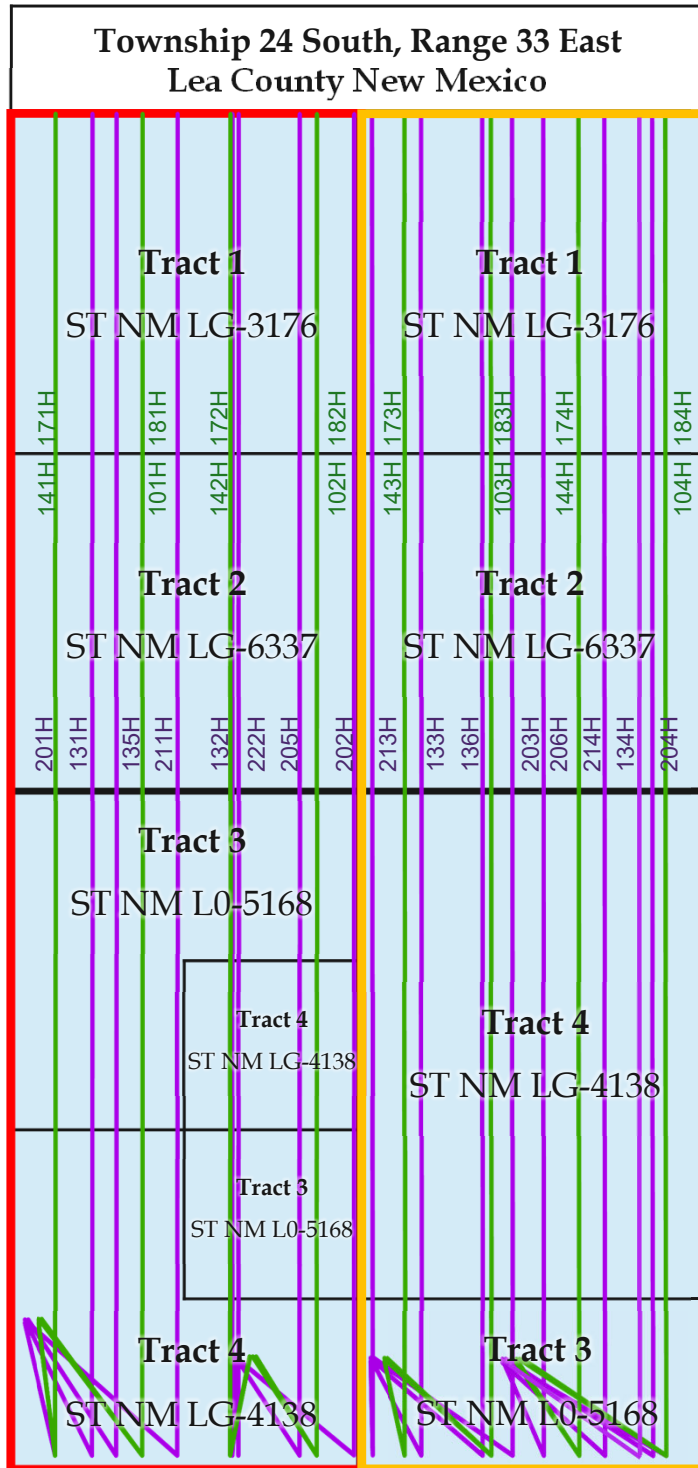 Township 24 South, Range 33 East
Lea County New Mexico
Tract 1
ST NM LG-3176
Tract 1
ST NM LG-3176
171H
181H
172H
182H
173H
183H
174H
184H
141H
101H
142H
102H
143H
103H
144H
104H
Tract 2
ST NM LG-6337
Tract 2
ST NM LG-6337
201H
131H
135H
211H
132H
222H
205H
202H
213H
133H
136H
203H
206H
214H
134H
204H
Tract 3
ST NM L0-5168
Tract 4
ST NM LG-4138
Tract 4
ST NM LG-4138
Tract 3
ST NM L0-5168
Tract 4
ST NM LG-4138
Tract 3
ST NM L0-5168